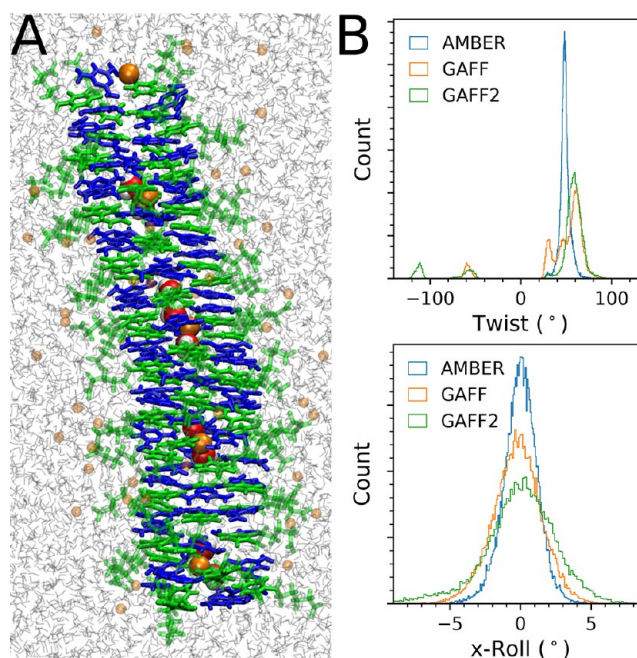 A
B
AMBER
GAFF
GAFF2
Count
−100
0
100
Twist (°)
AMBER
GAFF
GAFF2
Count
−5
0
5
x-Roll (°)